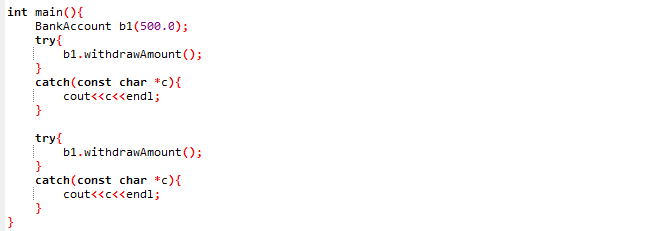 int main(){
    BankAccount b1(500.0);
    try{
        b1.withdrawAmount();
    }
    catch(const char *c){
        cout<<c<<endl;
    }

    try{
        b1.withdrawAmount();
    }
    catch(const char *c){
        cout<<c<<endl;
    }
}